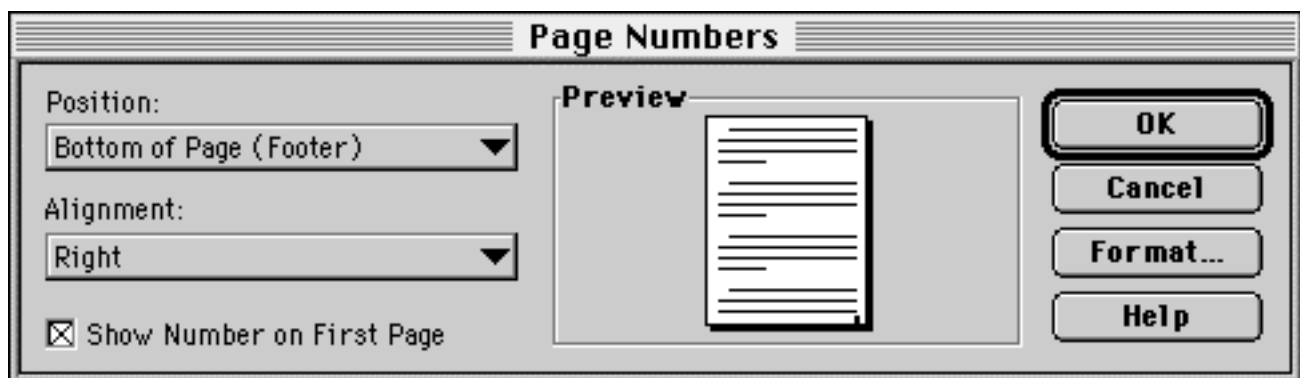 Page Numbers
Position:
Bottom of Page (Footer)
Alignment:
Right
Show Number on First Page
Preview
OK
Cancel
Format...
Help